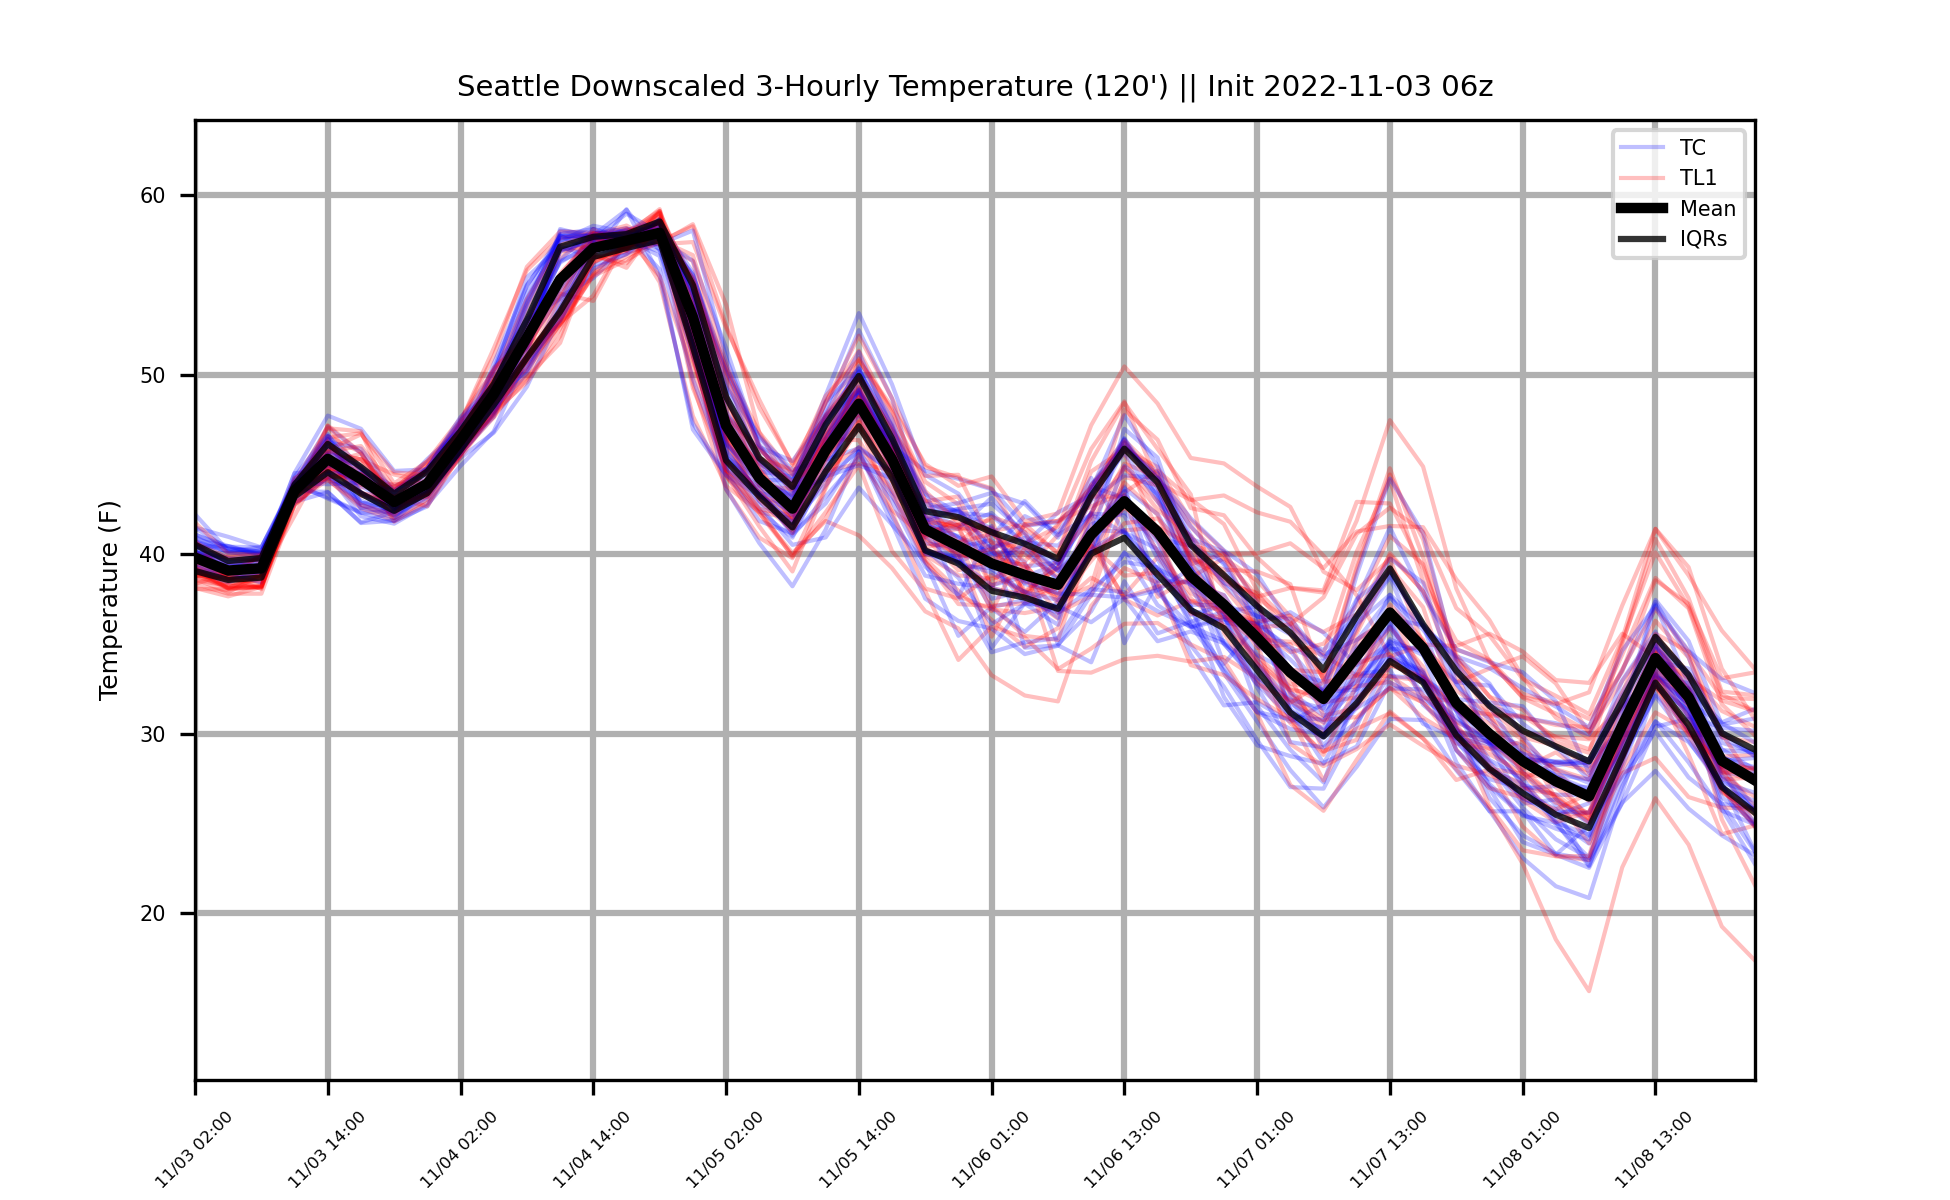 Seattle Downscaled 3-Hourly Temperature (120') || Init 2022-11-03 06z
TC
TL1
Mean
IQRs
Temperature (F)
60
50
40
30
20
11/03 02:00
11/03 14:00
11/04 02:00
11/04 14:00
11/05 02:00
11/05 14:00
11/06 01:00
11/06 13:00
11/07 01:00
11/07 13:00
11/08 01:00
11/08 13:00